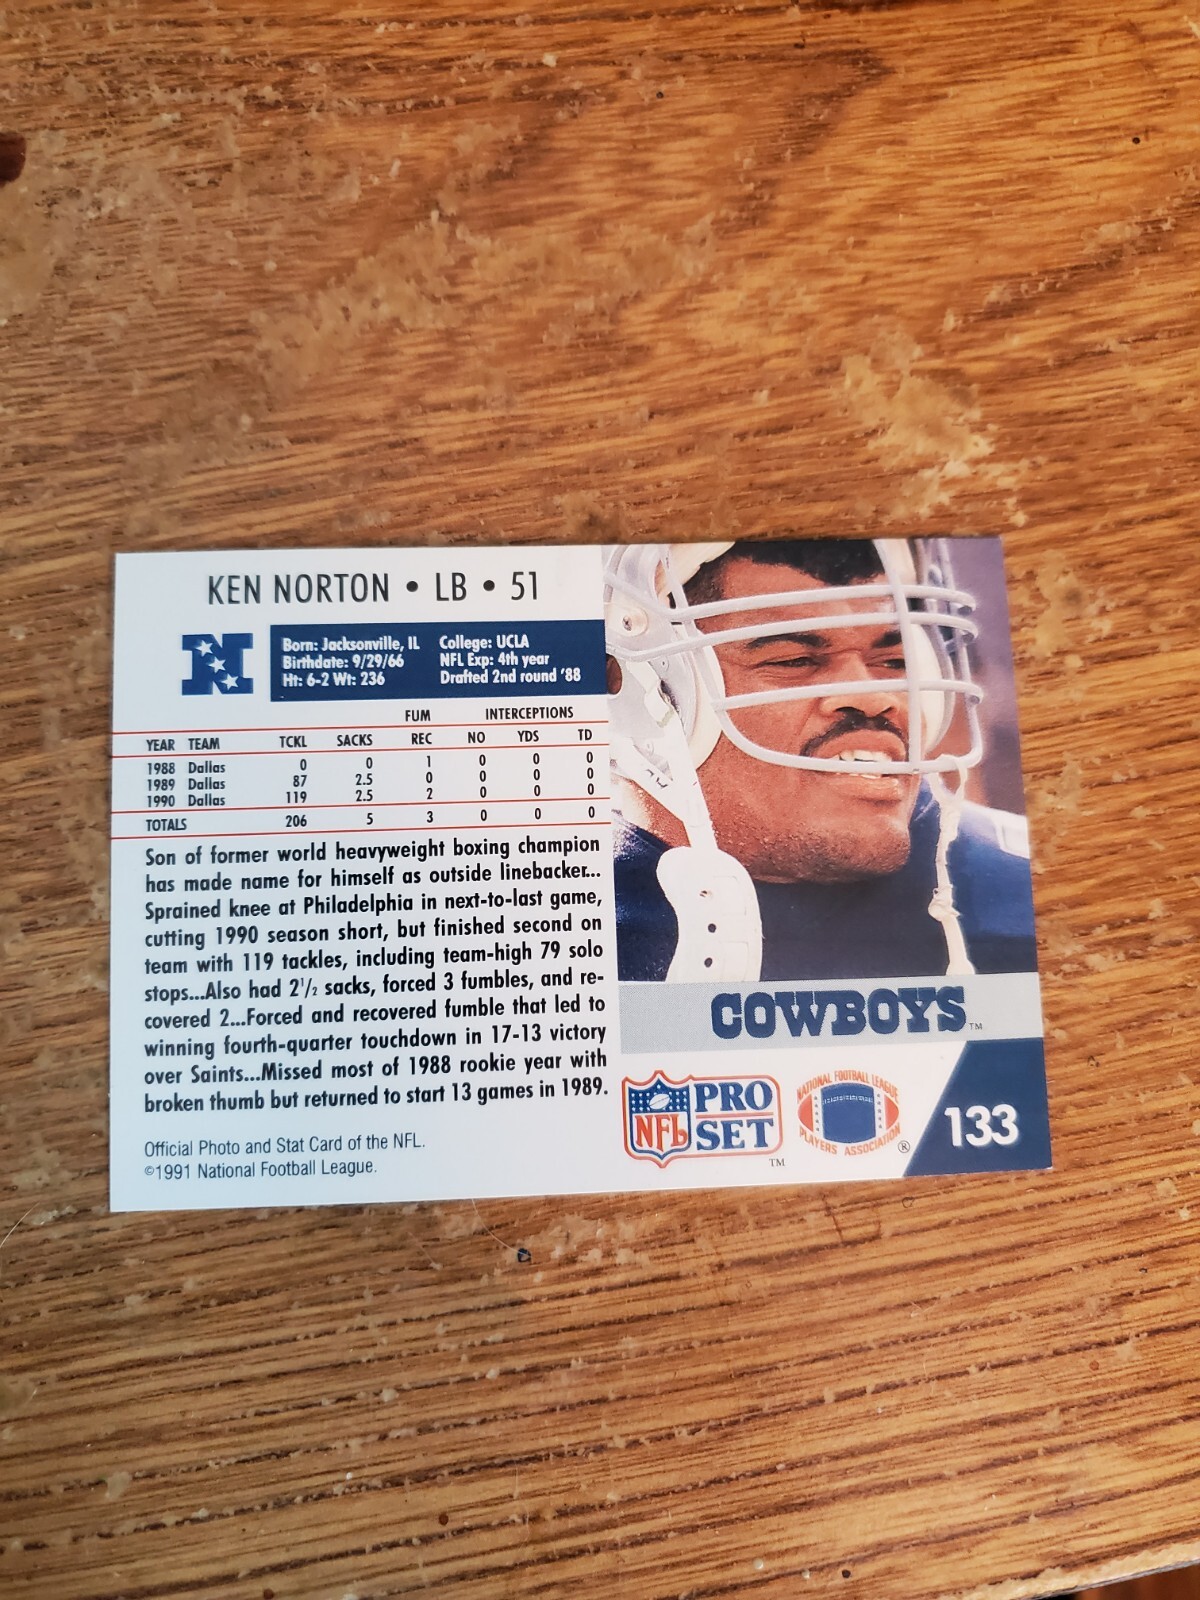 KEN NORTON • LB • 51
N
Born: Jacksonville, IL College: UCLA
Birthdate: 9/29/66 NFL Exp: 4th year
Ht: 6-2 Wt: 236 Drafted 2nd round '88
FUM INTERCEPTIONS
YEAR TEAM TCKL SACKS REC NO YDS TD
1988 Dallas 0 0 1 0 0 0
1989 Dallas 87 2.5 0 0 0 0
1990 Dallas 119 2.5 2 0 0 0
TOTALS 206 5 3 0 0 0
Son of former world heavyweight boxing champion
has made name for himself as outside linebacker...
Sprained knee at Philadelphia in next-to-last game,
cutting 1990 season short, but finished second on
team with 119 tackles, including team-high 79 solo
stops...Also had 2½ sacks, forced 3 fumbles, and re-
covered 2...Forced and recovered fumble that led to
winning fourth-quarter touchdown in 17-13 victory
over Saints...Missed most of 1988 rookie year with
broken thumb but returned to start 13 games in 1989.
Official Photo and Stat Card of the NFL.
©1991 National Football League.
COWBOYS™
NFL PRO SET™
NATIONAL FOOTBALL LEAGUE
PLAYERS ASSOCIATION®
133